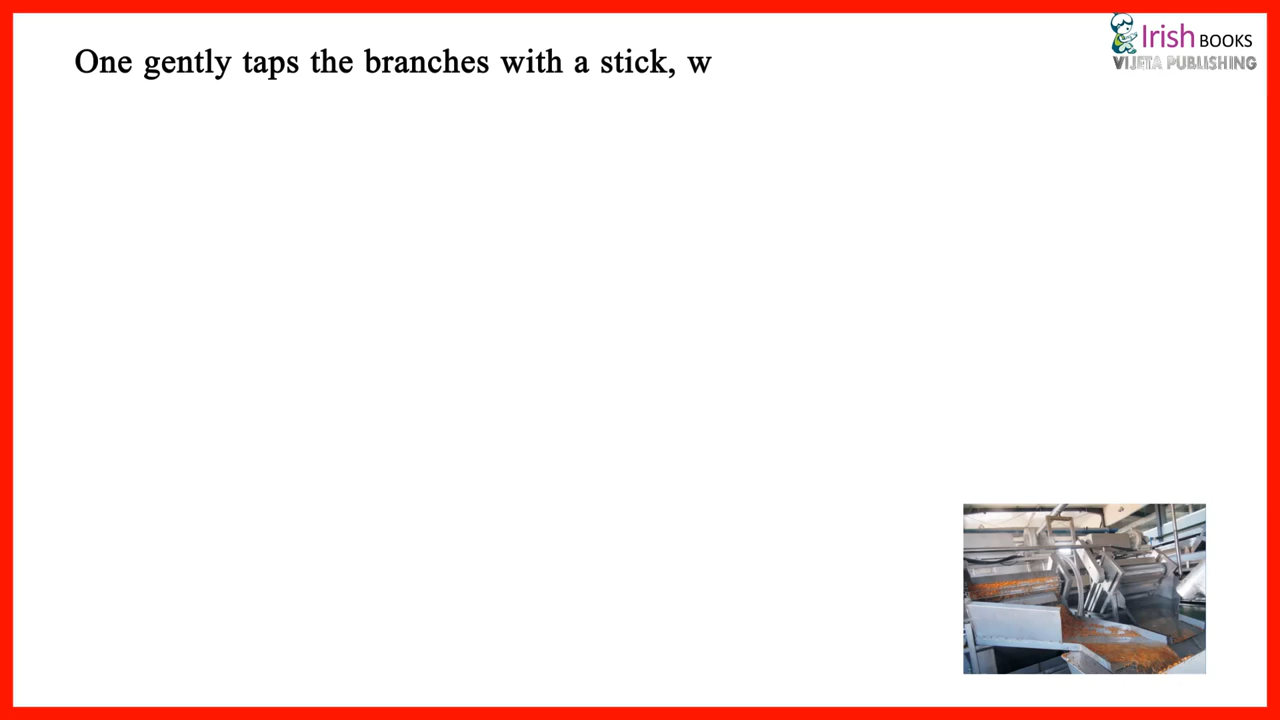 One gently taps the branches with a stick, w
Irish BOOKS
VIJETA PUBLISHING